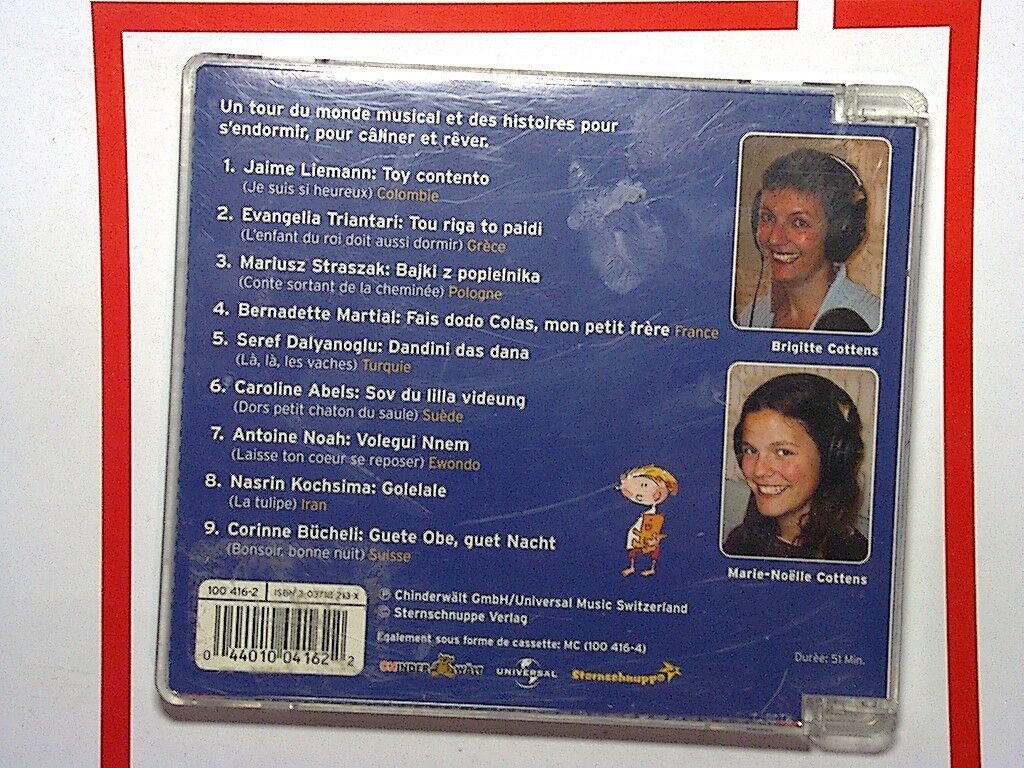 Un tour du monde musical et des histoires pour
s'endormir, pour câliner et rêver.
1. Jaime Liemann: Toy contento
(Je suis si heureux) Colombie
2. Evangelia Triantari: Tou riga to paidi
(L'enfant du roi doit aussi dormir) Grèce
3. Mariusz Straszak: Bajki z popielnika
(Conte sortant de la cheminée) Pologne
4. Bernadette Martial: Fais dodo Colas, mon petit frère France
5. Seref Dalyanoglu: Dandini das dana
(Là, là, les vaches) Turquie
6. Caroline Abels: Sov du lilla videung
(Dors petit chaton du saule) Suède
7. Antoine Noah: Volegui Nnem
(Laisse ton coeur se reposer) Ewondo
8. Nasrin Kochsima: Golelale
(La tulipe) Iran
9. Corinne Bücheli: Guete Obe, guet Nacht
(Bonsoir, bonne nuit) Suisse
Brigitte Cottens
Marie-Noëlle Cottens
100 416-2 ISBN 3-03718-213-X
0 44010 04162 2
℗ Chinderwält GmbH/Universal Music Switzerland
© Sternschnuppe Verlag
Egalement sous forme de cassette: MC (100 416-4)
CHINDER WÄLT UNIVERSAL Sternschnuppe
Durée: 51 Min.